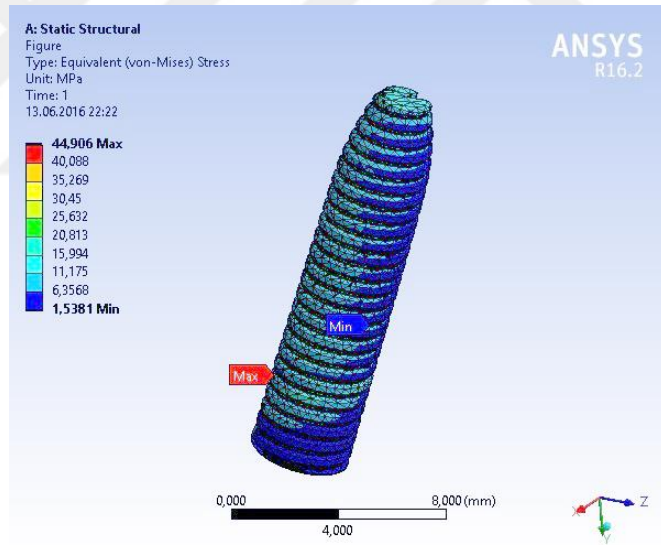 A: Static Structural
Figure
Type: Equivalent (von-Mises) Stress
Unit: MPa
Time: 1
13.06.2016 22:22
ANSYS
R16.2
44,906 Max
40,088
35,269
30,45
25,632
20,813
15,994
11,175
6,3568
1,5381 Min
Min
Max
0,000
8,000 (mm)
4,000
X
Y
Z